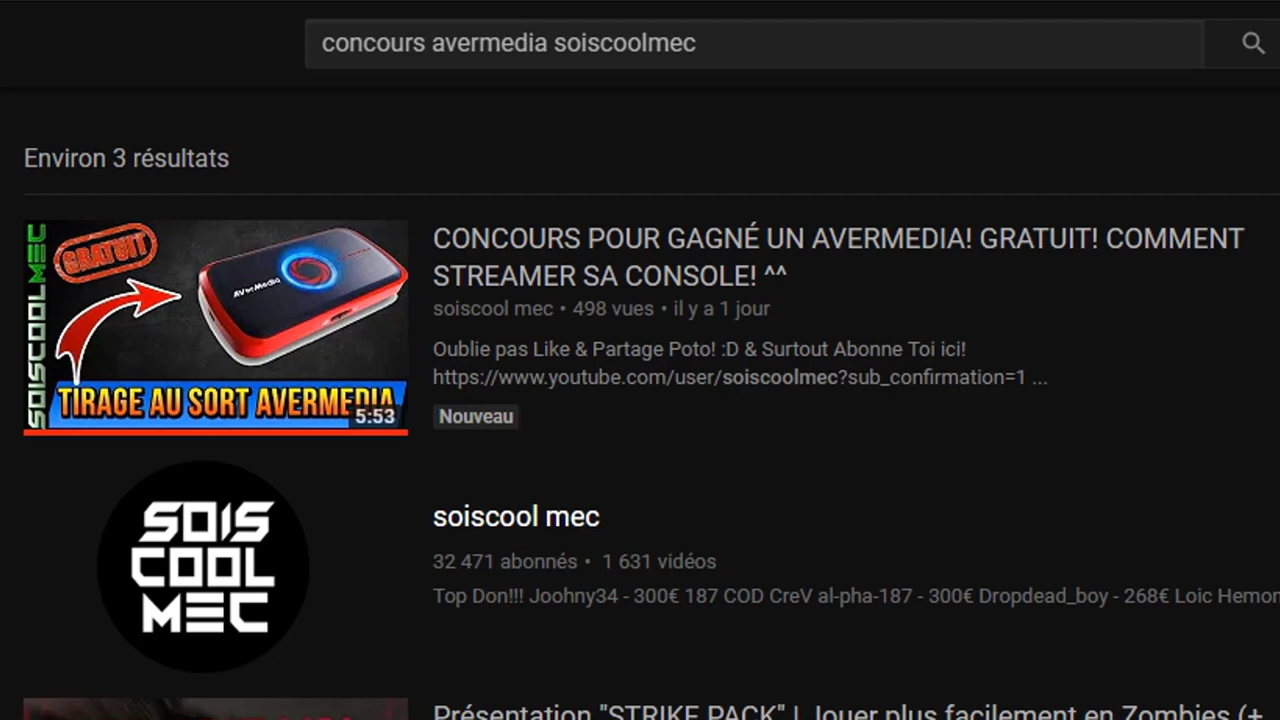 concours avermedia soiscoolmec
Environ 3 résultats
SOISCOOLMEC
GRATUIT
AVerMedia
TIRAGE AU SORT AVERMEDIA
5:53
CONCOURS POUR GAGNÉ UN AVERMEDIA! GRATUIT! COMMENT
STREAMER SA CONSOLE! ^^
soiscool mec • 498 vues • il y a 1 jour
Oublie pas Like & Partage Poto! :D & Surtout Abonne Toi ici!
https://www.youtube.com/user/soiscoolmec?sub_confirmation=1 ...
Nouveau
SOIS
COOL
MEC
soiscool mec
32 471 abonnés • 1 631 vidéos
Top Don!!! Joohny34 - 300€ 187 COD CreV al-pha-187 - 300€ Dropdead_boy - 268€ Loic Hemon
Présentation "STRIKE PACK" | Jouer plus facilement en Zombies (+